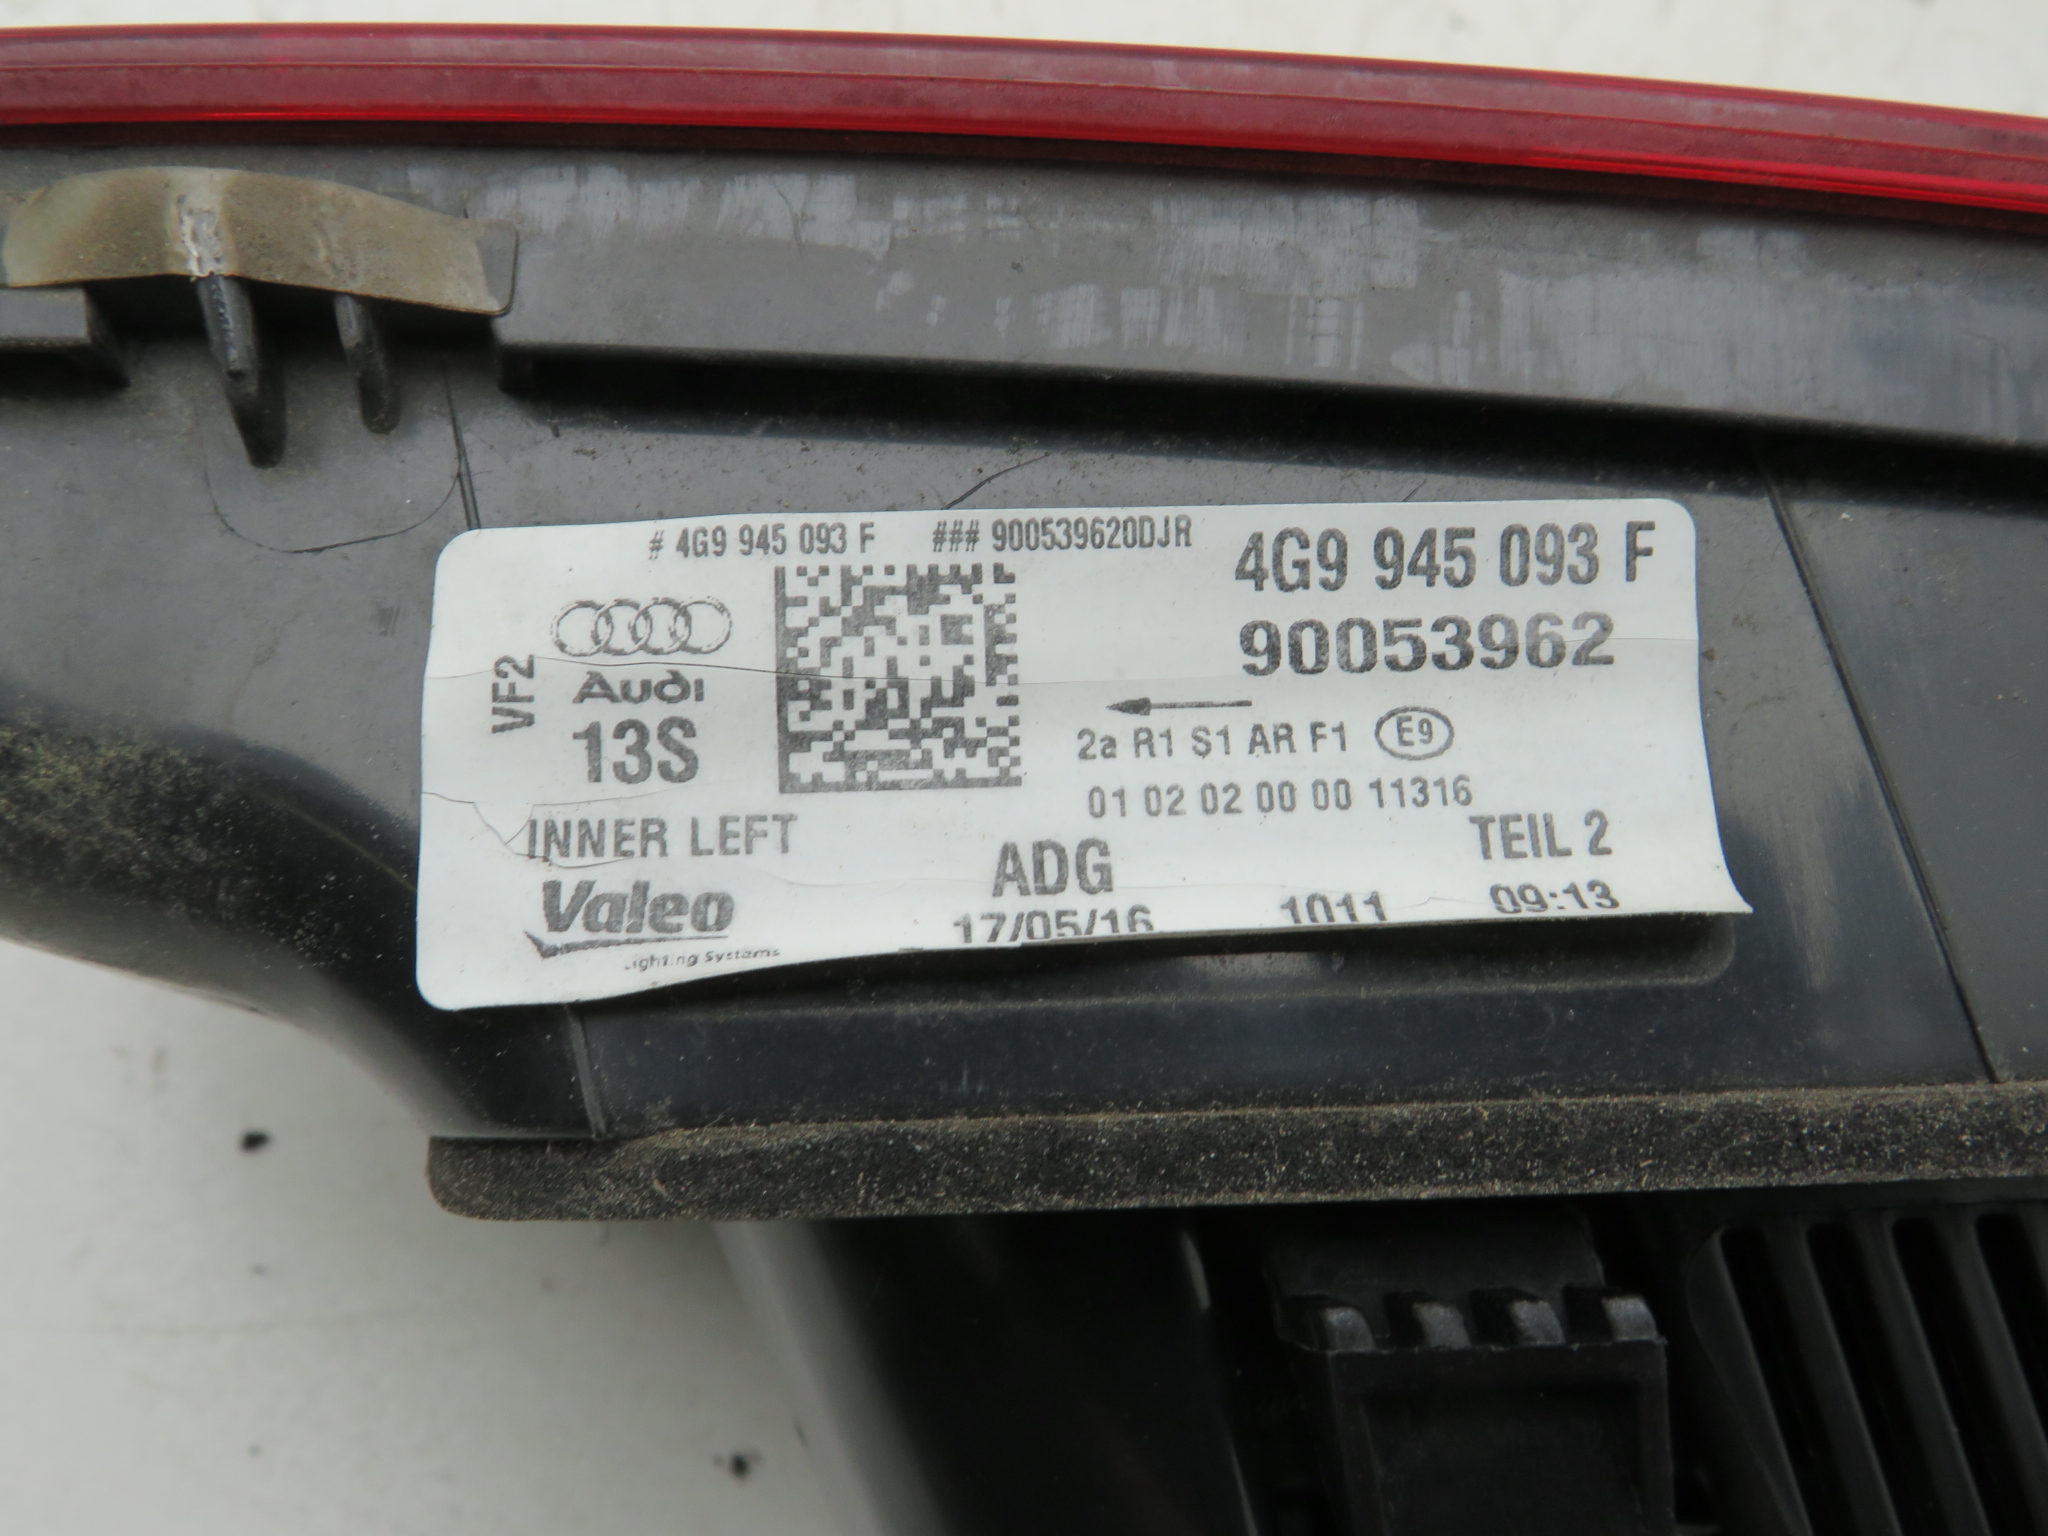 # 4G9 945 093 F ### 900539620DJR
4G9 945 093 F
90053962
VF2
Audi
13S
2a R1 S1 AR F1 E9
01 02 02 00 00 11316
INNER LEFT
ADG
TEIL 2
Valeo
Lighting Systems
17/05/16 1011 09:13